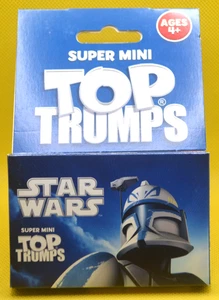 AGES
4+
SUPER MINI
TOP
TRUMPS®
STAR
WARS
SUPER MINI
TOP
TRUMPS